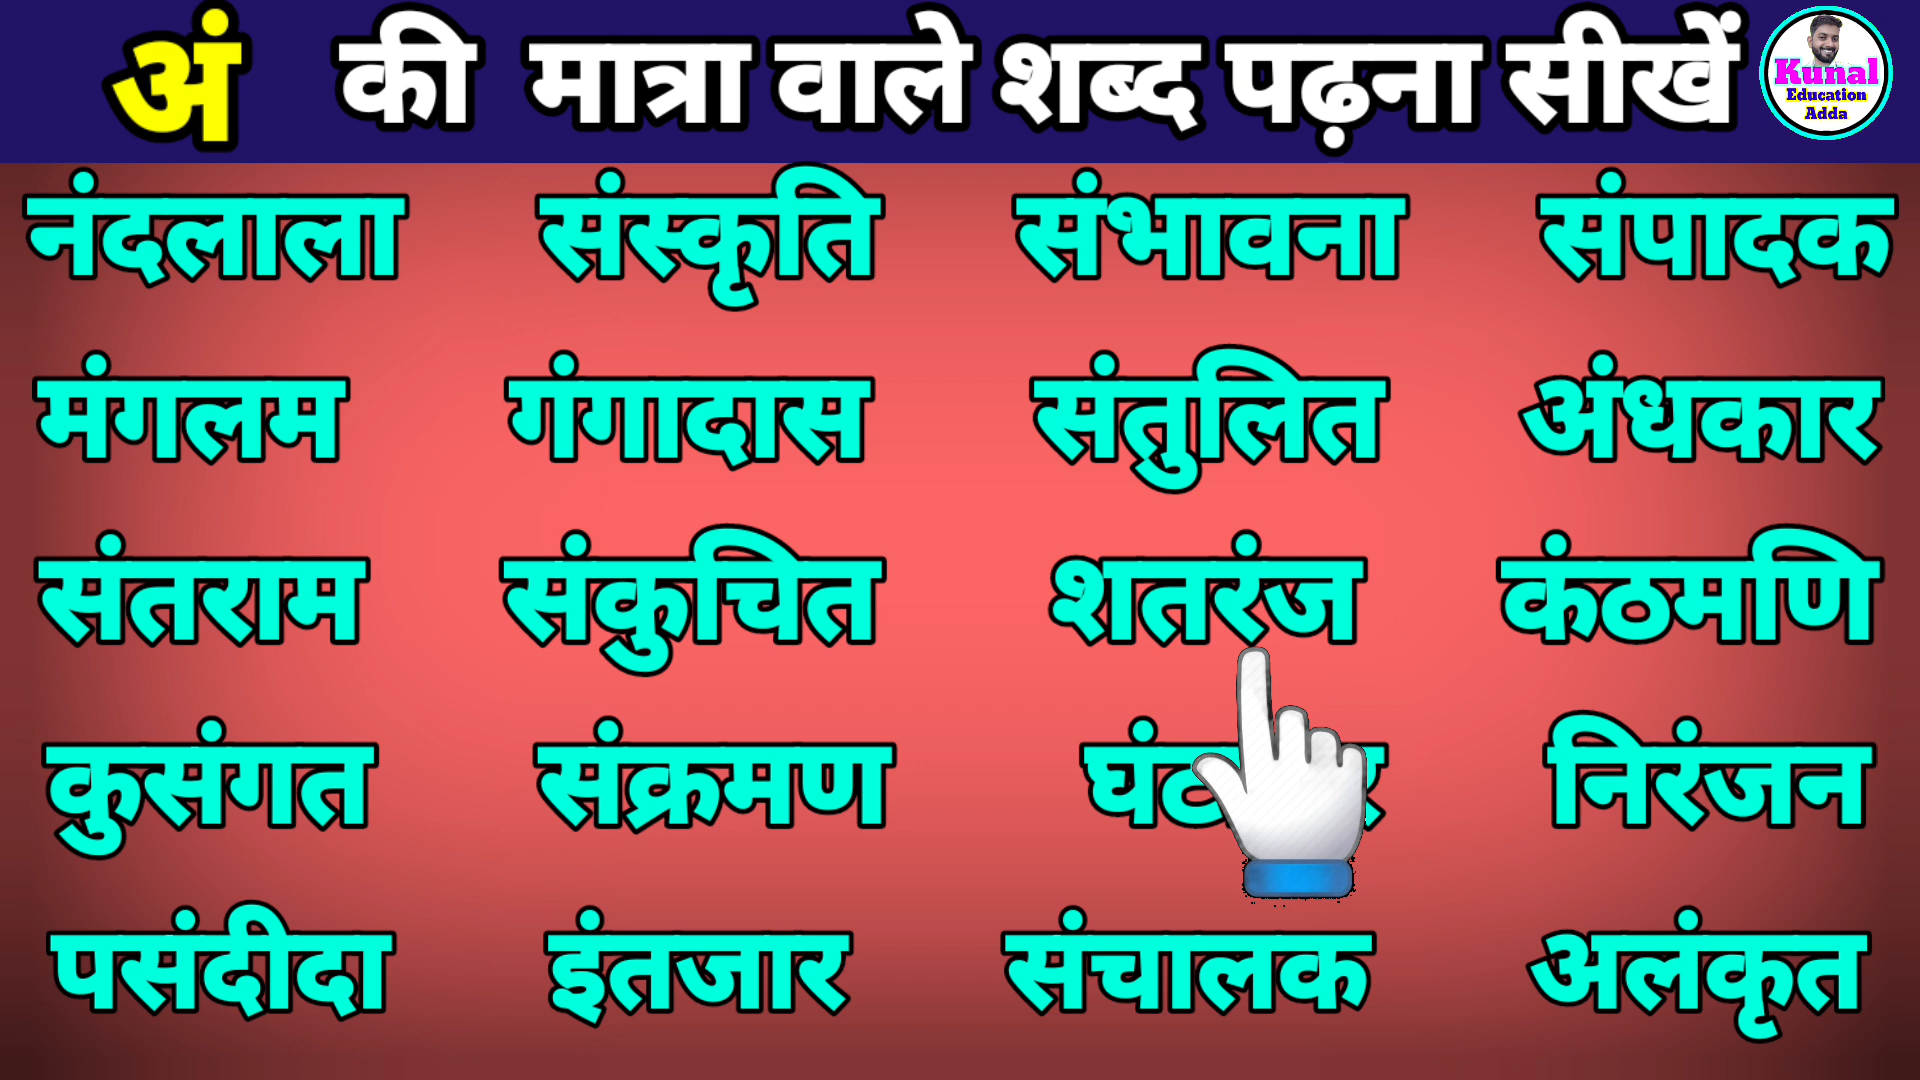 अं की मात्रा वाले शब्द पढ़ना सीखें
Kunal
Education
Adda
नंदलाला संस्कृति संभावना संपादक
मंगलम गंगादास संतुलित अंधकार
संतराम संकुचित शतरंज कंठमणि
कुसंगत संक्रमण निरंजन
पसंदीदा इंतजार संचालक अलंकृत